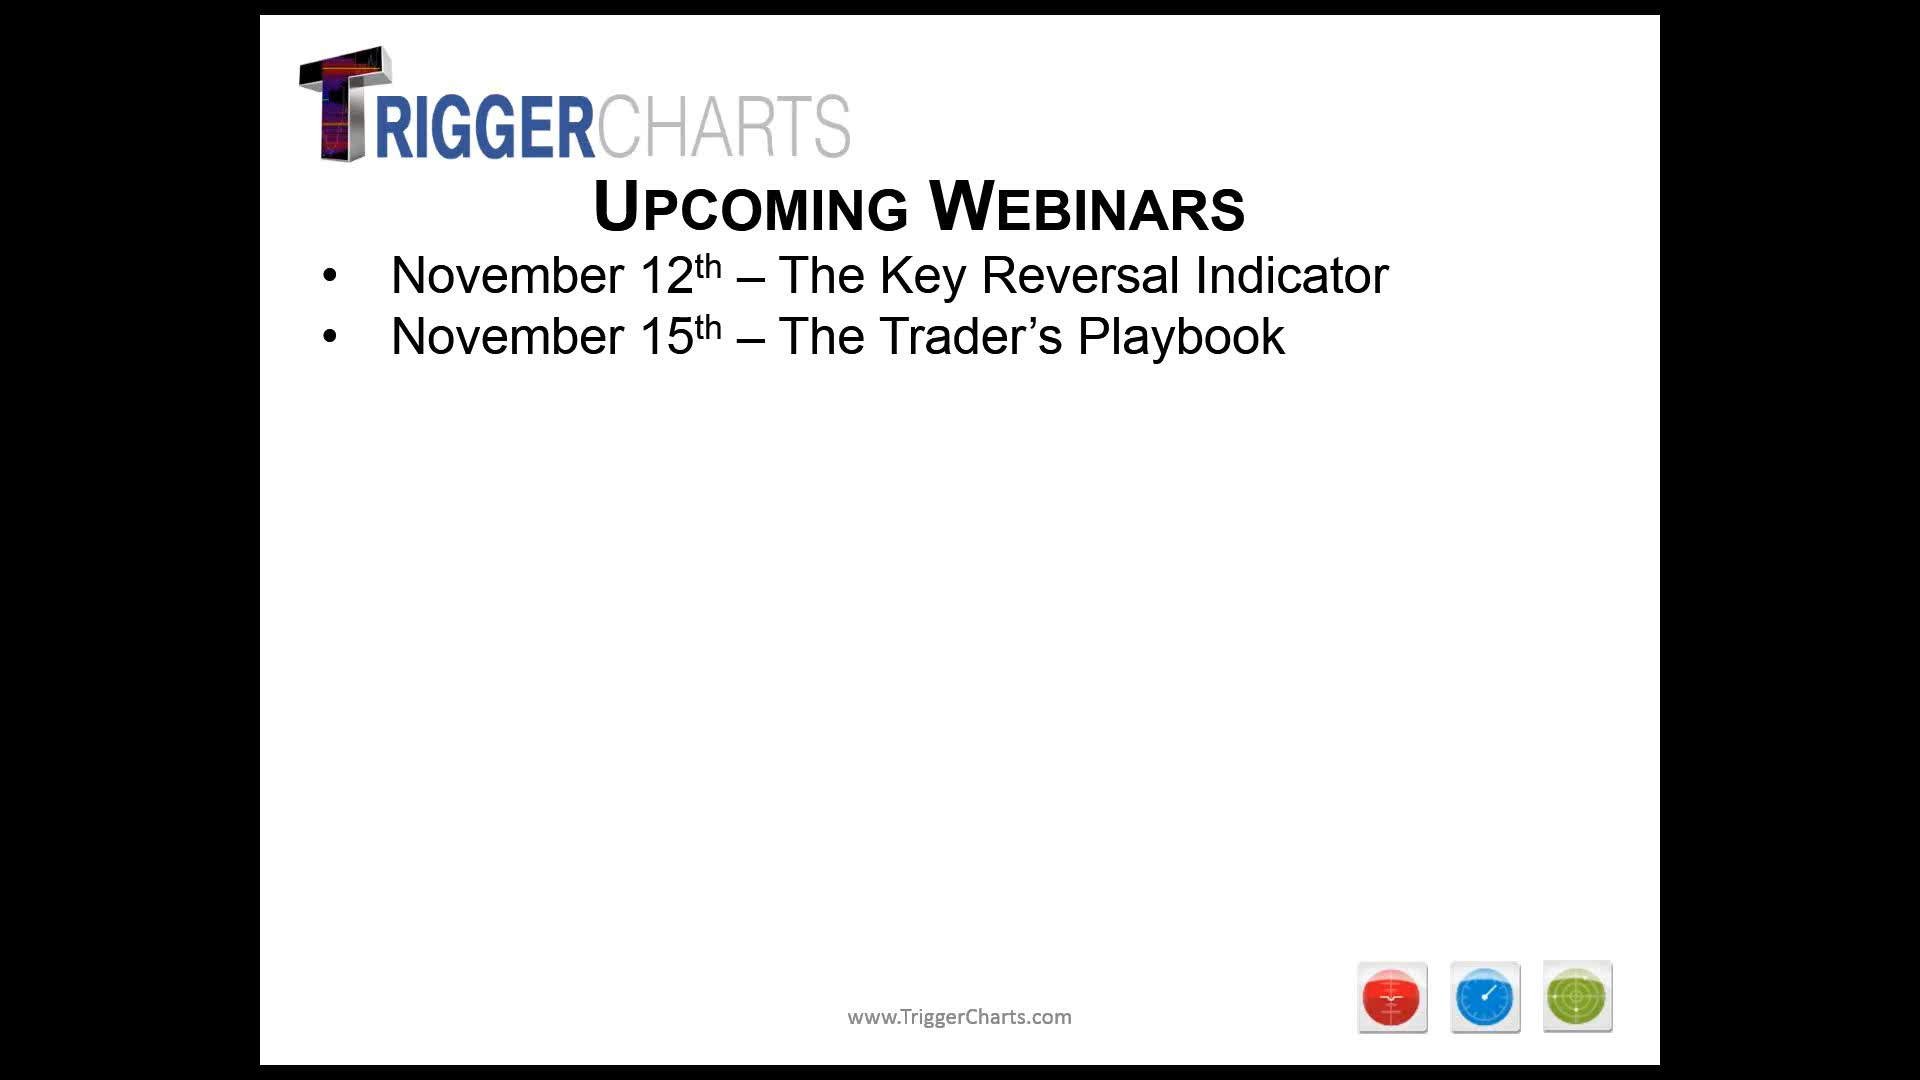 TRIGGERCHARTS
UPCOMING WEBINARS
• November 12th – The Key Reversal Indicator
• November 15th – The Trader’s Playbook
www.TriggerCharts.com